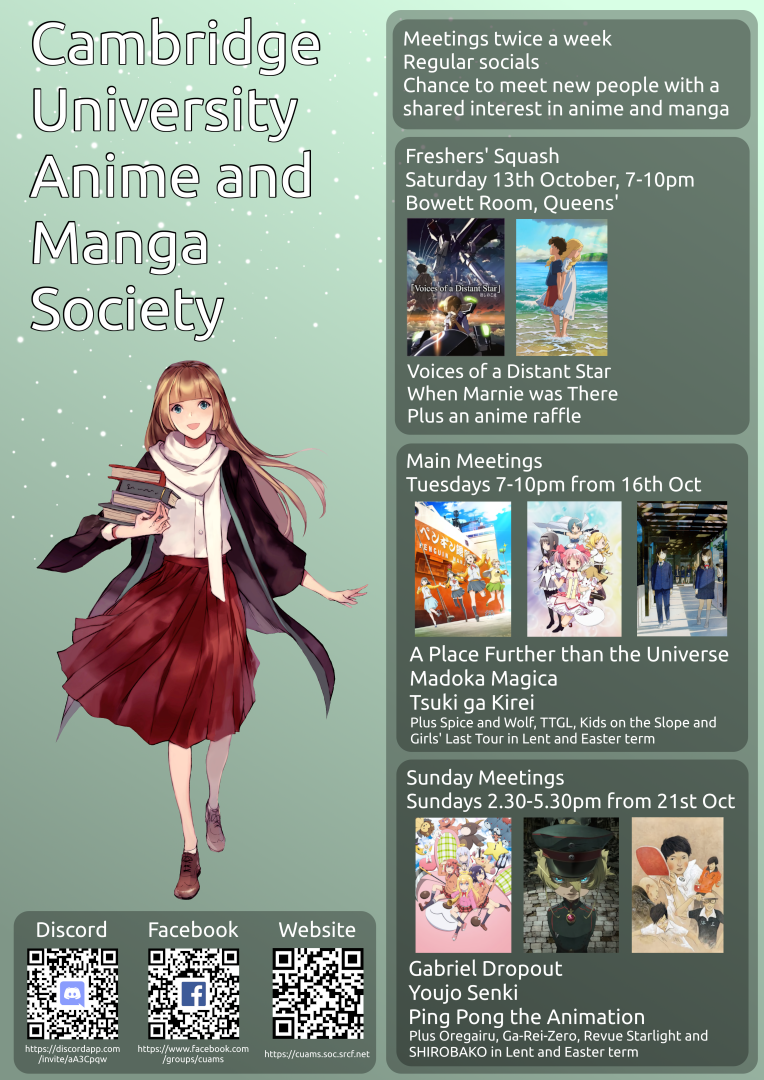 Cambridge
University
Anime and
Manga
Society
Meetings twice a week
Regular socials
Chance to meet new people with a
shared interest in anime and manga
Freshers' Squash
Saturday 13th October, 7-10pm
Bowett Room, Queens'
「Voices of a Distant Star」
Voices of a Distant Star
When Marnie was There
Plus an anime raffle
Main Meetings
Tuesdays 7-10pm from 16th Oct
A Place Further than the Universe
Madoka Magica
Tsuki ga Kirei
Plus Spice and Wolf, TTGL, Kids on the Slope and
Girls' Last Tour in Lent and Easter term
Sunday Meetings
Sundays 2.30-5.30pm from 21st Oct
Gabriel Dropout
Youjo Senki
Ping Pong the Animation
Plus Oregairu, Ga-Rei-Zero, Revue Starlight and
SHIROBAKO in Lent and Easter term
Discord
https://discordapp.com
/invite/aA3Cpqw
Facebook
https://www.facebook.com
/groups/cuams
Website
https://cuams.soc.srcf.net